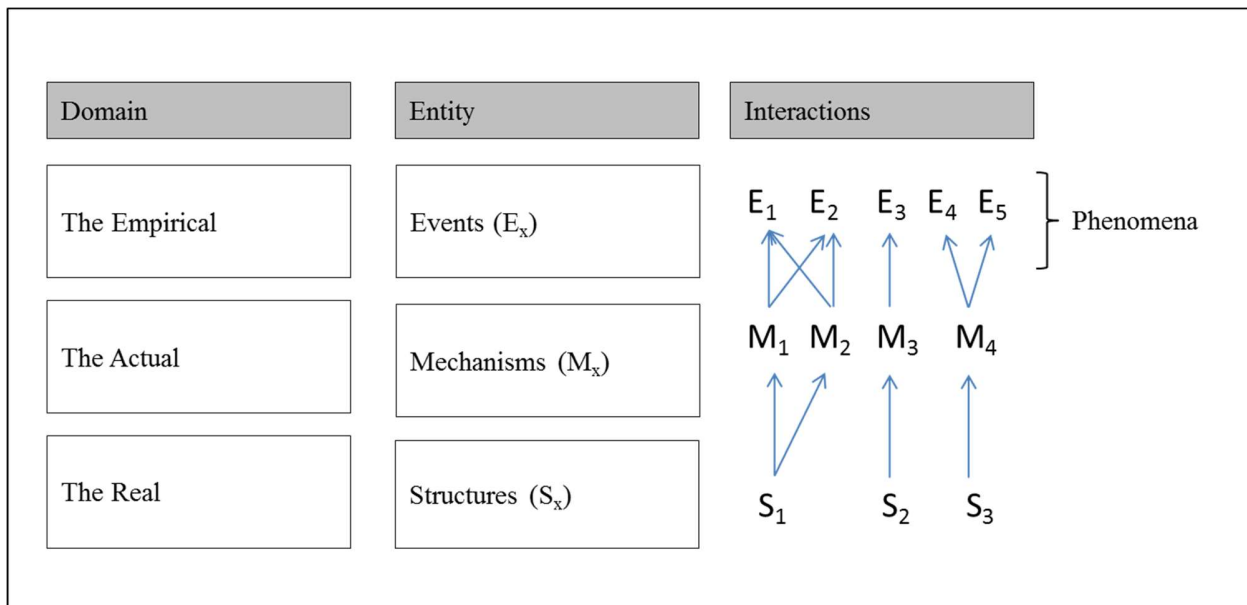 Domain Entity Interactions
The Empirical Events (Eₓ) E₁ E₂ E₃ E₄ E₅ Phenomena
The Actual Mechanisms (Mₓ) M₁ M₂ M₃ M₄
The Real Structures (Sₓ) S₁ S₂ S₃